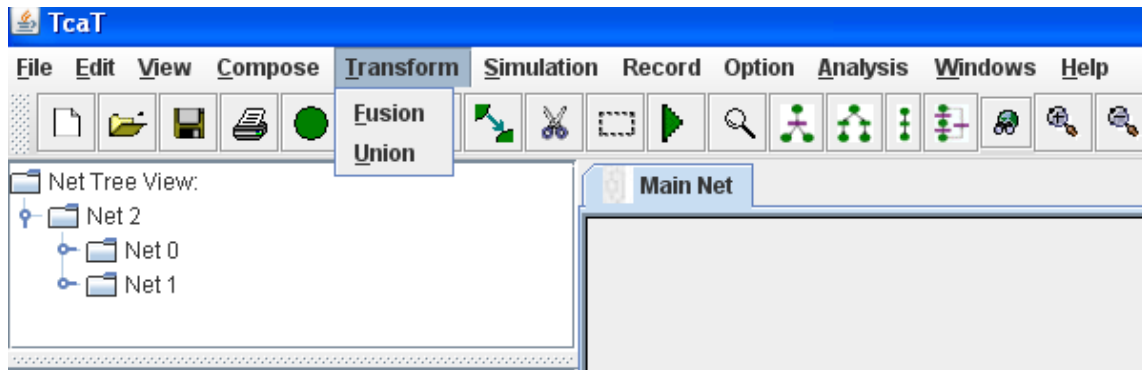 TcaT
File Edit View Compose Transform Simulation Record Option Analysis Windows Help
Fusion
Union
Net Tree View:
Net 2
Net 0
Net 1
Main Net